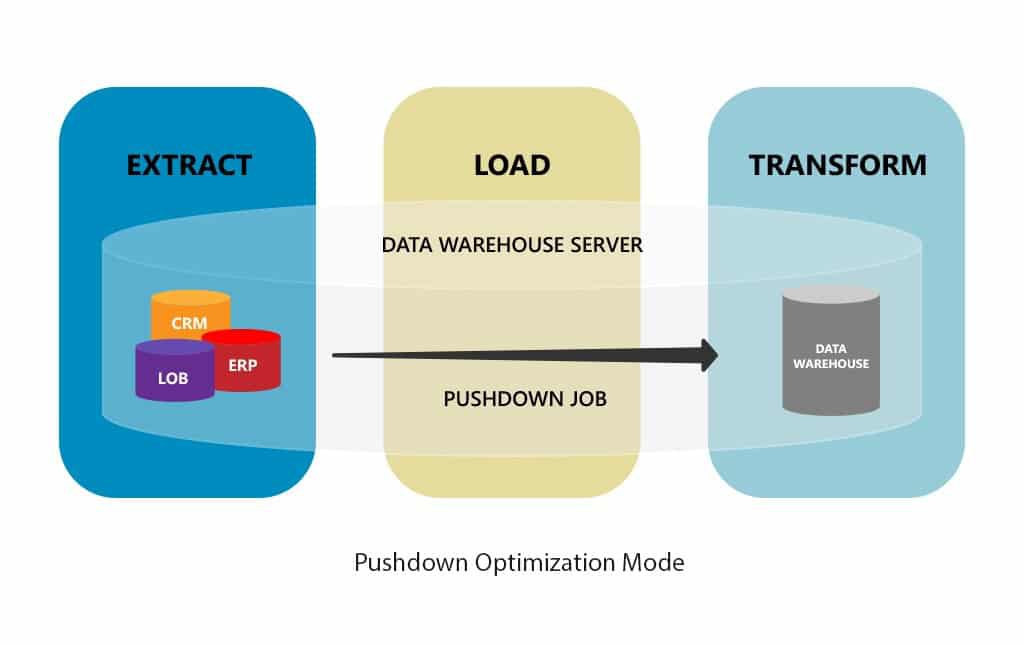 EXTRACT
LOAD
TRANSFORM
DATA WAREHOUSE SERVER
CRM
LOB
ERP
PUSHDOWN JOB
DATA
WAREHOUSE
Pushdown Optimization Mode